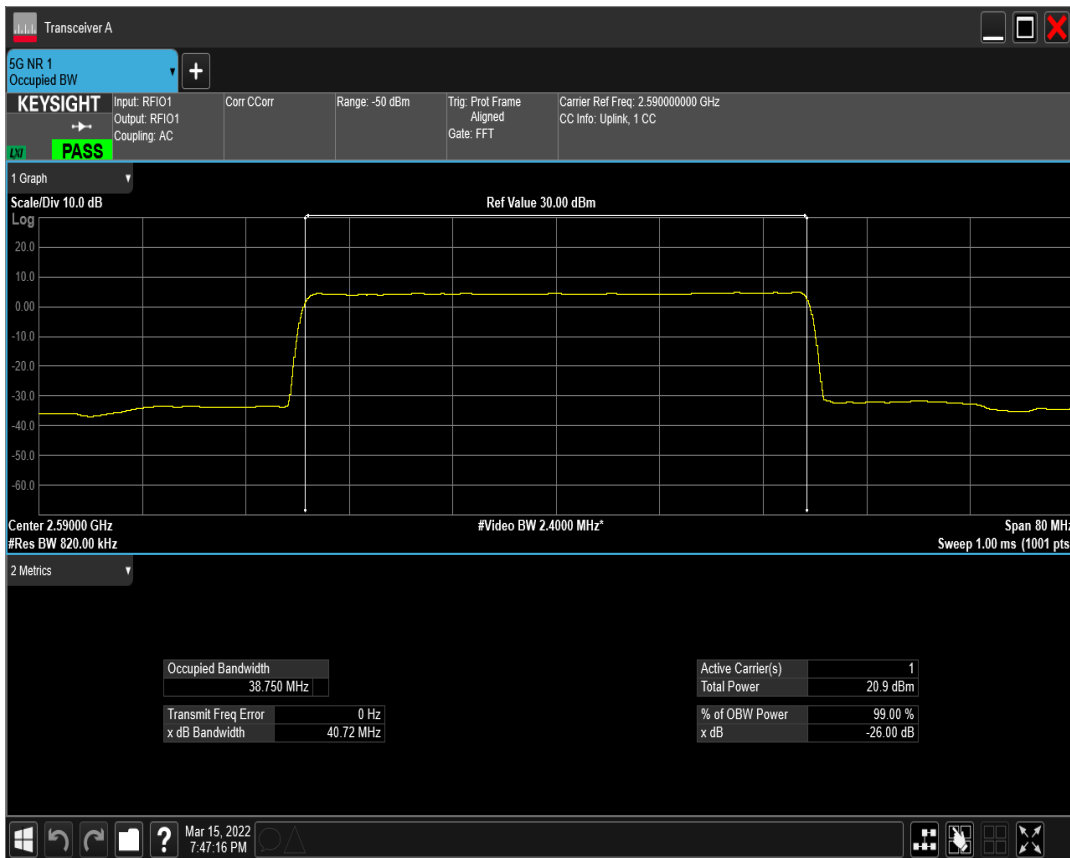 Transceiver A
5G NR 1
Occupied BW
KEYSIGHT
LXI
PASS
Input: RFIO1
Output: RFIO1
Coupling: AC
Corr CCorr
Range: -50 dBm
Trig: Prot Frame
Aligned
Gate: FFT
Carrier Ref Freq: 2.590000000 GHz
CC Info: Uplink, 1 CC
1 Graph
Scale/Div 10.0 dB
Ref Value 30.00 dBm
Log
20.0
10.0
0.00
-10.0
-20.0
-30.0
-40.0
-50.0
-60.0
Center 2.59000 GHz
#Video BW 2.4000 MHz*
Span 80 MHz
#Res BW 820.00 kHz
Sweep 1.00 ms (1001 pts
2 Metrics
Occupied Bandwidth
38.750 MHz
Transmit Freq Error 0 Hz
x dB Bandwidth 40.72 MHz
Active Carrier(s) 1
Total Power 20.9 dBm
% of OBW Power 99.00 %
x dB -26.00 dB
Mar 15, 2022
7:47:16 PM